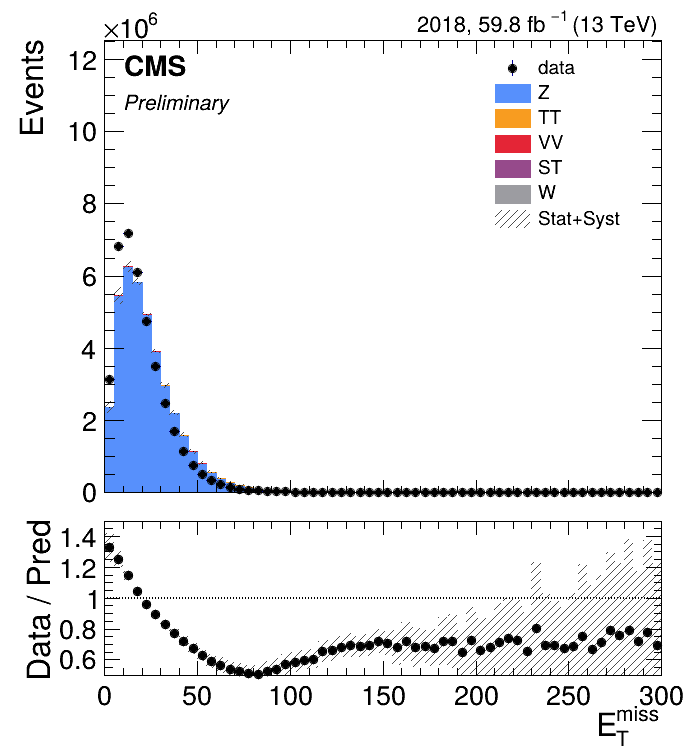 ×10⁶
2018, 59.8 fb⁻¹ (13 TeV)
Events
CMS
Preliminary
data
Z
TT
VV
ST
W
Stat+Syst
12
10
8
6
4
2
0
Data / Pred
1.4
1.2
1
0.8
0.6
0 50 100 150 200 250 300
E_T^miss